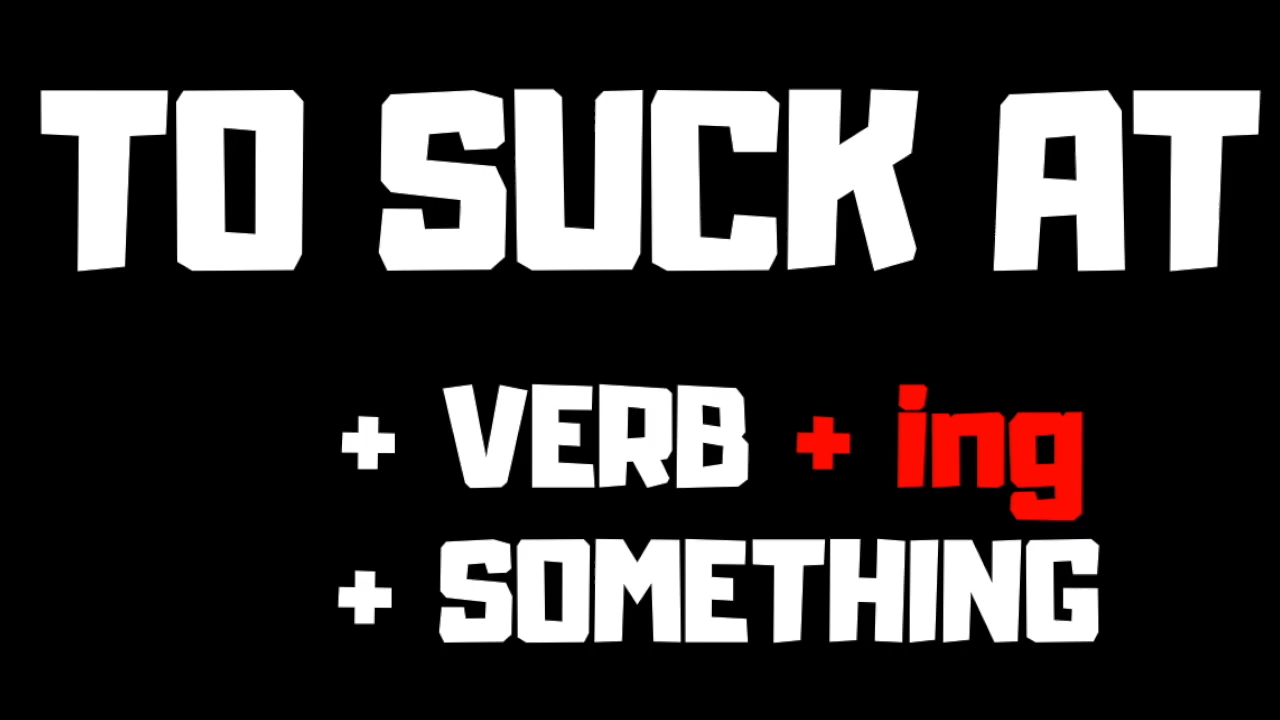 TO SUCK AT
+ VERB + ing
+ SOMETHING